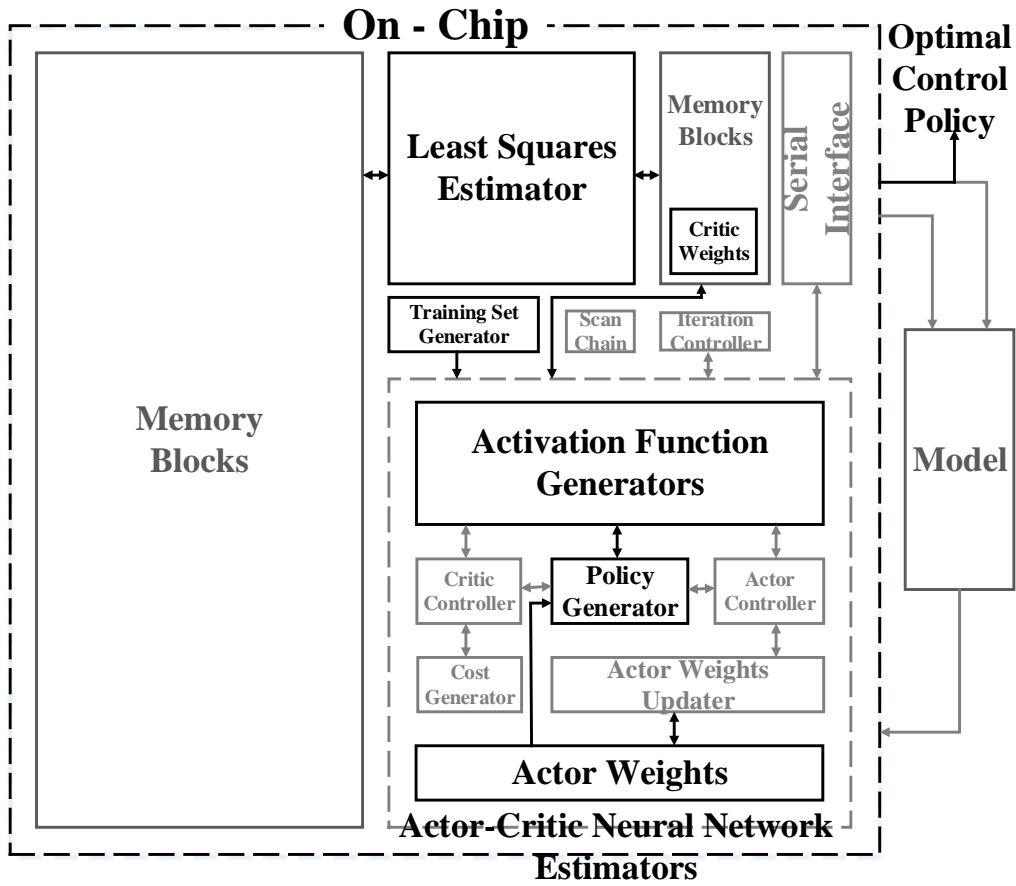 On - Chip
Optimal
Control
Policy
Least Squares
Estimator
Memory
Blocks
Critic
Weights
Serial
Interface
Training Set
Generator
Scan
Chain
Iteration
Controller
Memory
Blocks
Activation Function
Generators
Model
Critic
Controller
Policy
Generator
Actor
Controller
Cost
Generator
Actor Weights
Updater
Actor Weights
Actor-Critic Neural Network
Estimators